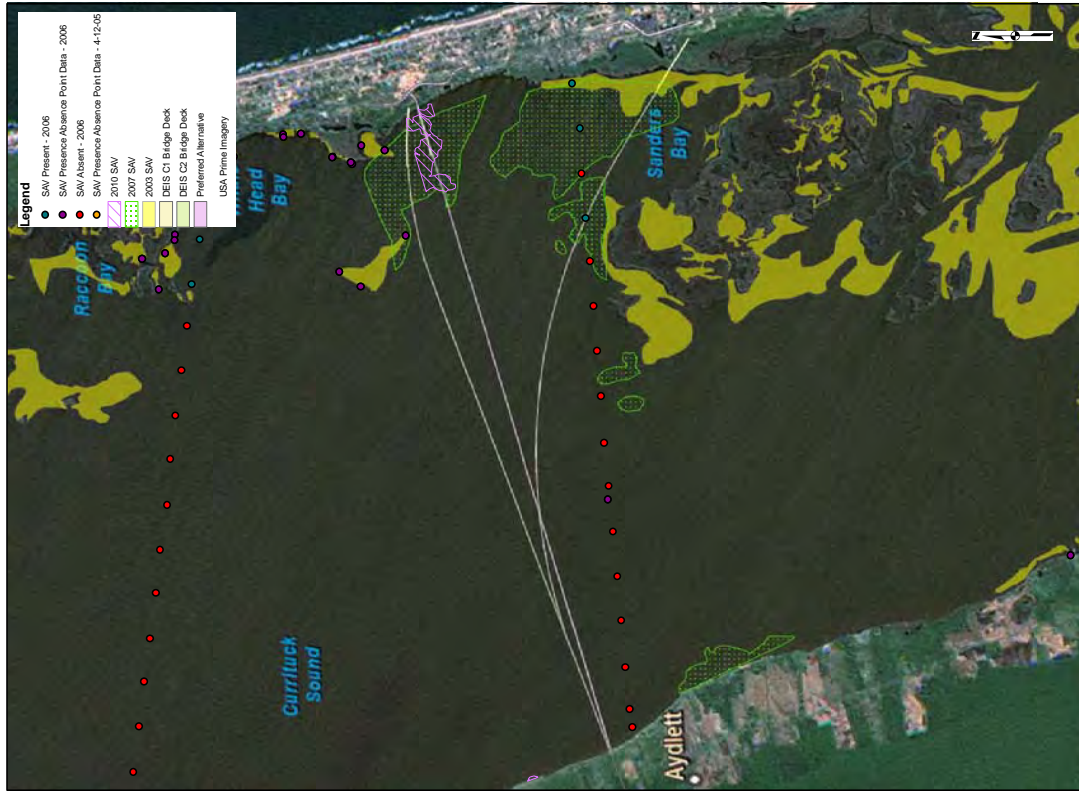 Legend
SAV Present - 2006
SAV Presence Absence Point Data - 2006
SAV Absent - 2006
SAV Presence Absence Point Data - 4-12-05
2010 SAV
2007 SAV
2003 SAV
DEIS C1 Bridge Deck
DEIS C2 Bridge Deck
Preferred Alternative
USA Prime Imagery
Head
Bay
Raccoon
Bay
Sanders
Bay
Currituck
Sound
Aydlett